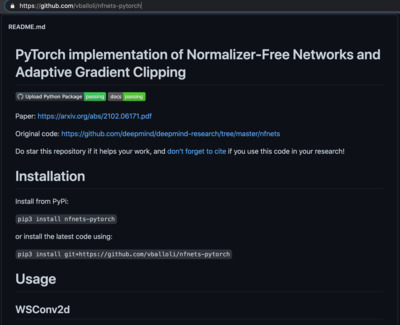 https://github.com/vballoli/nfnets-pytorch
README.md
PyTorch implementation of Normalizer-Free Networks and
Adaptive Gradient Clipping
Upload Python Package passing docs passing
Paper: https://arxiv.org/abs/2102.06171.pdf
Original code: https://github.com/deepmind/deepmind-research/tree/master/nfnets
Do star this repository if it helps your work, and don't forget to cite if you use this code in your research!
Installation
Install from PyPi:
pip3 install nfnets-pytorch
or install the latest code using:
pip3 install git+https://github.com/vballoli/nfnets-pytorch
Usage
WSConv2d